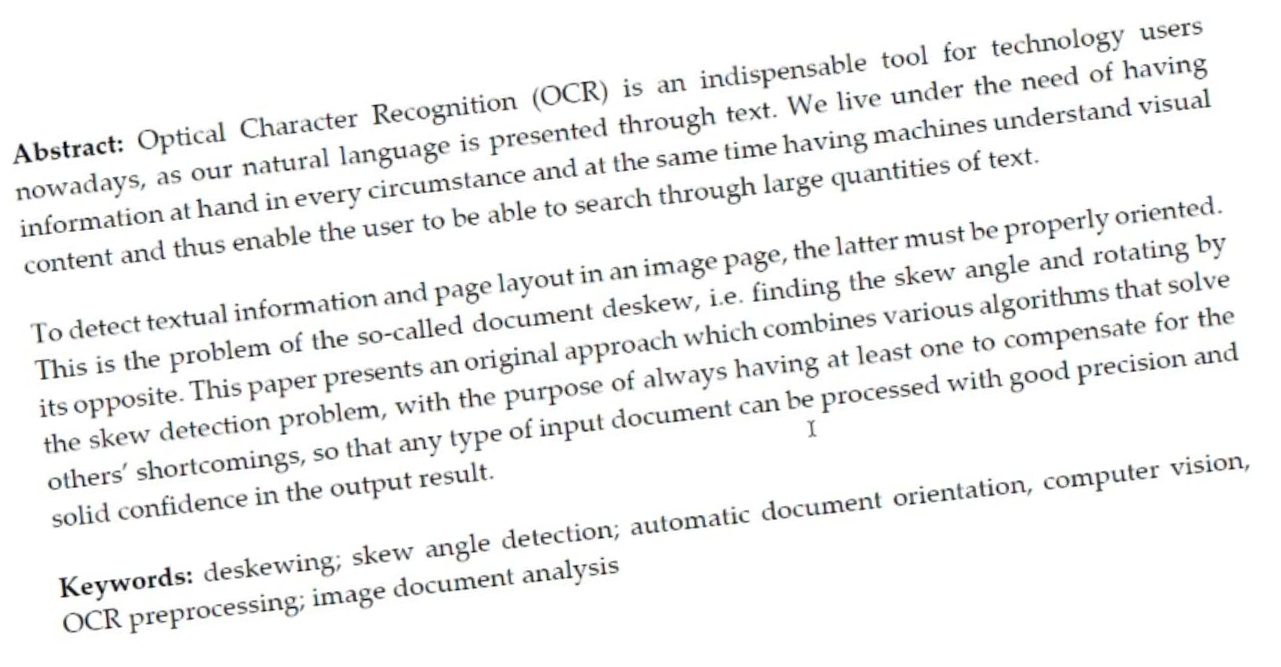 Abstract: Optical Character Recognition (OCR) is an indispensable tool for technology users
nowadays, as our natural language is presented through text. We live under the need of having
information at hand in every circumstance and at the same time having machines understand visual
content and thus enable the user to be able to search through large quantities of text.
To detect textual information and page layout in an image page, the latter must be properly oriented.
This is the problem of the so-called document deskew, i.e. finding the skew angle and rotating by
its opposite. This paper presents an original approach which combines various algorithms that solve
the skew detection problem, with the purpose of always having at least one to compensate for the
others’ shortcomings, so that any type of input document can be processed with good precision and
solid confidence in the output result.
Keywords: deskewing; skew angle detection; automatic document orientation, computer vision,
OCR preprocessing; image document analysis